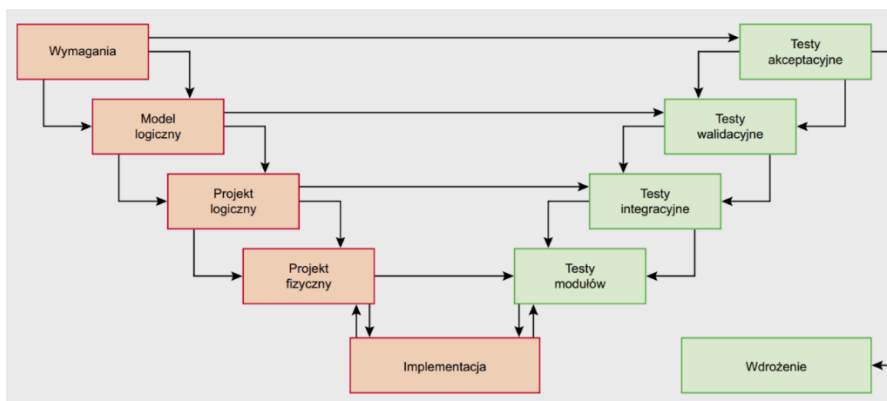 Wymagania
Testy
akceptacyjne
Model
logiczny
Testy
walidacyjne
Projekt
logiczny
Testy
integracyjne
Projekt
fizyczny
Testy
modułów
Implementacja
Wdrożenie